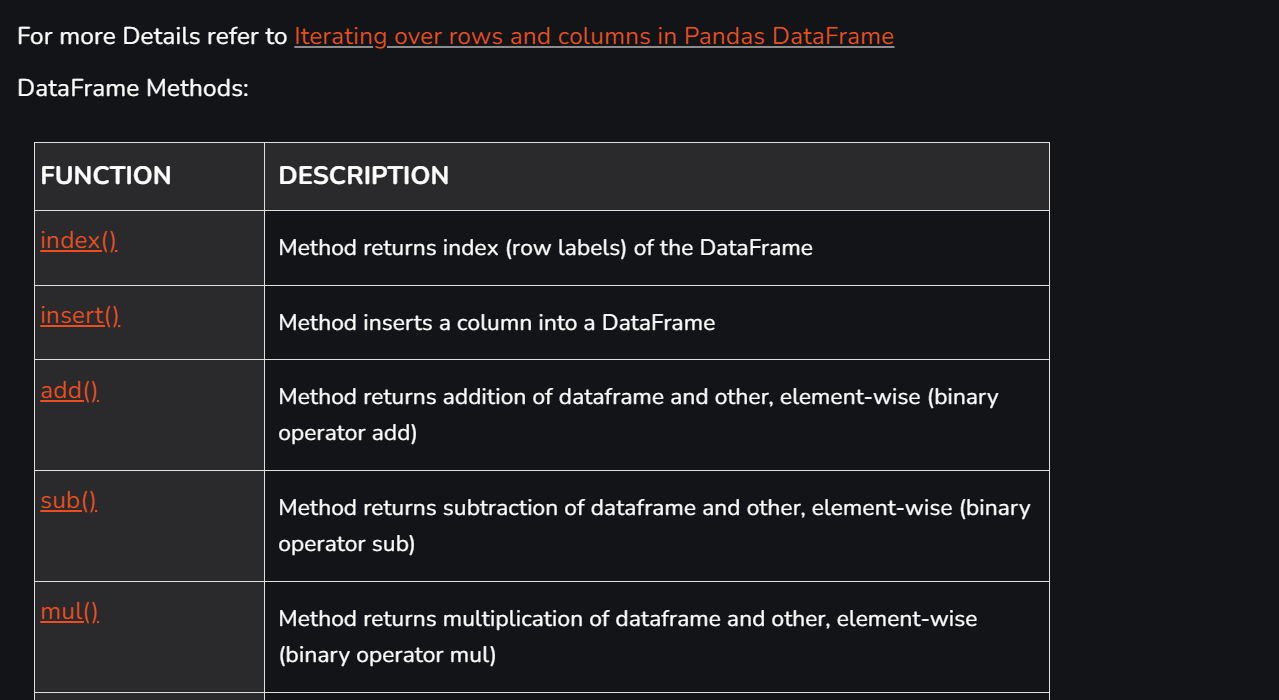 For more Details refer to Iterating over rows and columns in Pandas DataFrame
DataFrame Methods:
FUNCTION DESCRIPTION
index() Method returns index (row labels) of the DataFrame
insert() Method inserts a column into a DataFrame
add() Method returns addition of dataframe and other, element-wise (binary
operator add)
sub() Method returns subtraction of dataframe and other, element-wise (binary
operator sub)
mul() Method returns multiplication of dataframe and other, element-wise
(binary operator mul)